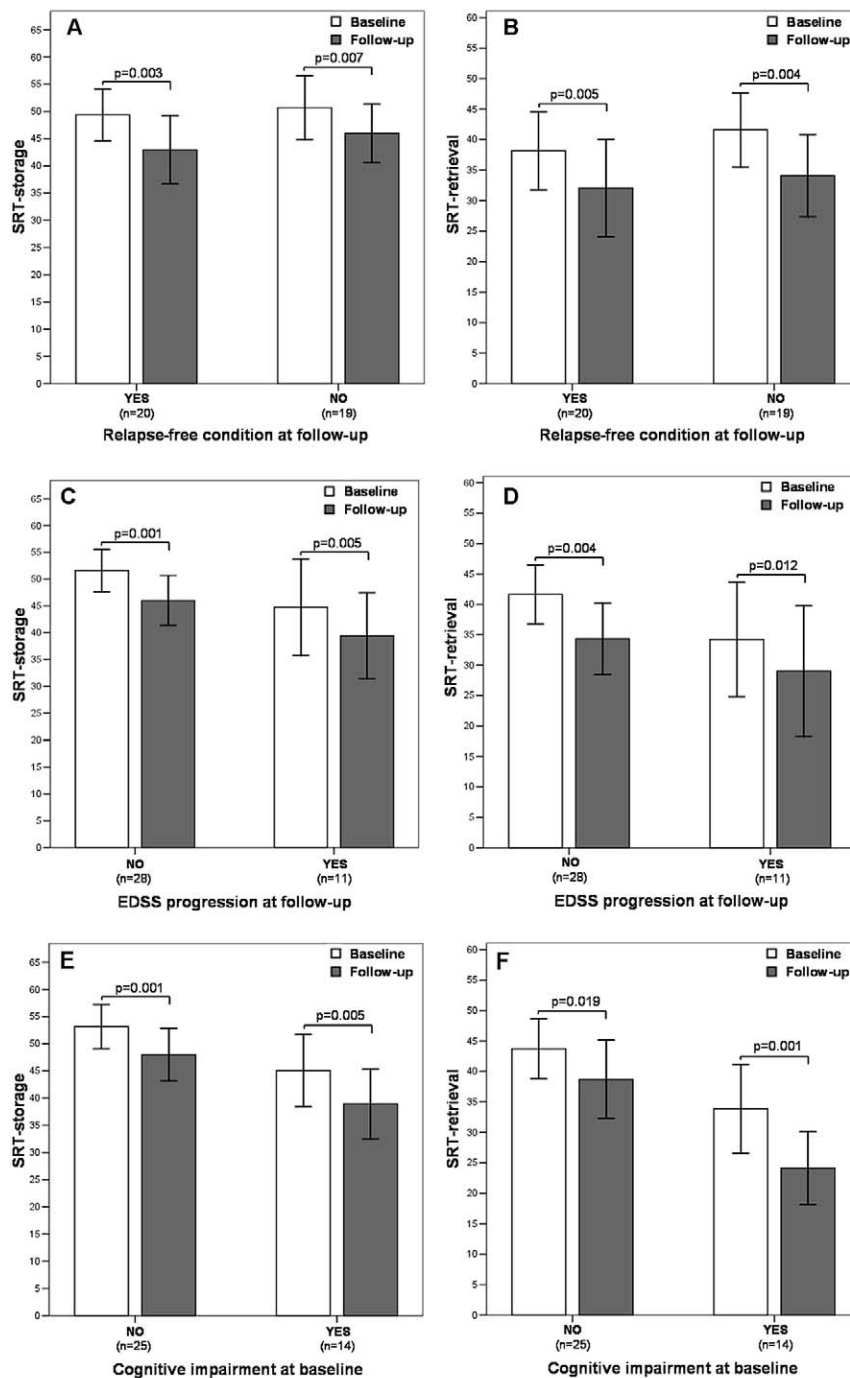 A
Baseline
Follow-up
p=0.003
p=0.007
SRT-storage
65
60
55
50
45
40
35
30
25
20
15
10
5
0
YES
(n=20)
NO
(n=19)
Relapse-free condition at follow-up
B
Baseline
Follow-up
p=0.005
p=0.004
SRT-retrieval
60
55
50
45
40
35
30
25
20
15
10
5
0
YES
(n=20)
NO
(n=19)
Relapse-free condition at follow-up
C
Baseline
Follow-up
p=0.001
p=0.005
SRT-storage
65
60
55
50
45
40
35
30
25
20
15
10
5
0
NO
(n=28)
YES
(n=11)
EDSS progression at follow-up
D
Baseline
Follow-up
p=0.004
p=0.012
SRT-retrieval
60
55
50
45
40
35
30
25
20
15
10
5
0
NO
(n=28)
YES
(n=11)
EDSS progression at follow-up
E
Baseline
Follow-up
p=0.001
p=0.005
SRT-storage
65
60
55
50
45
40
35
30
25
20
15
10
5
0
NO
(n=25)
YES
(n=14)
Cognitive impairment at baseline
F
Baseline
Follow-up
p=0.019
p=0.001
SRT-retrieval
60
55
50
45
40
35
30
25
20
15
10
5
0
NO
(n=25)
YES
(n=14)
Cognitive impairment at baseline